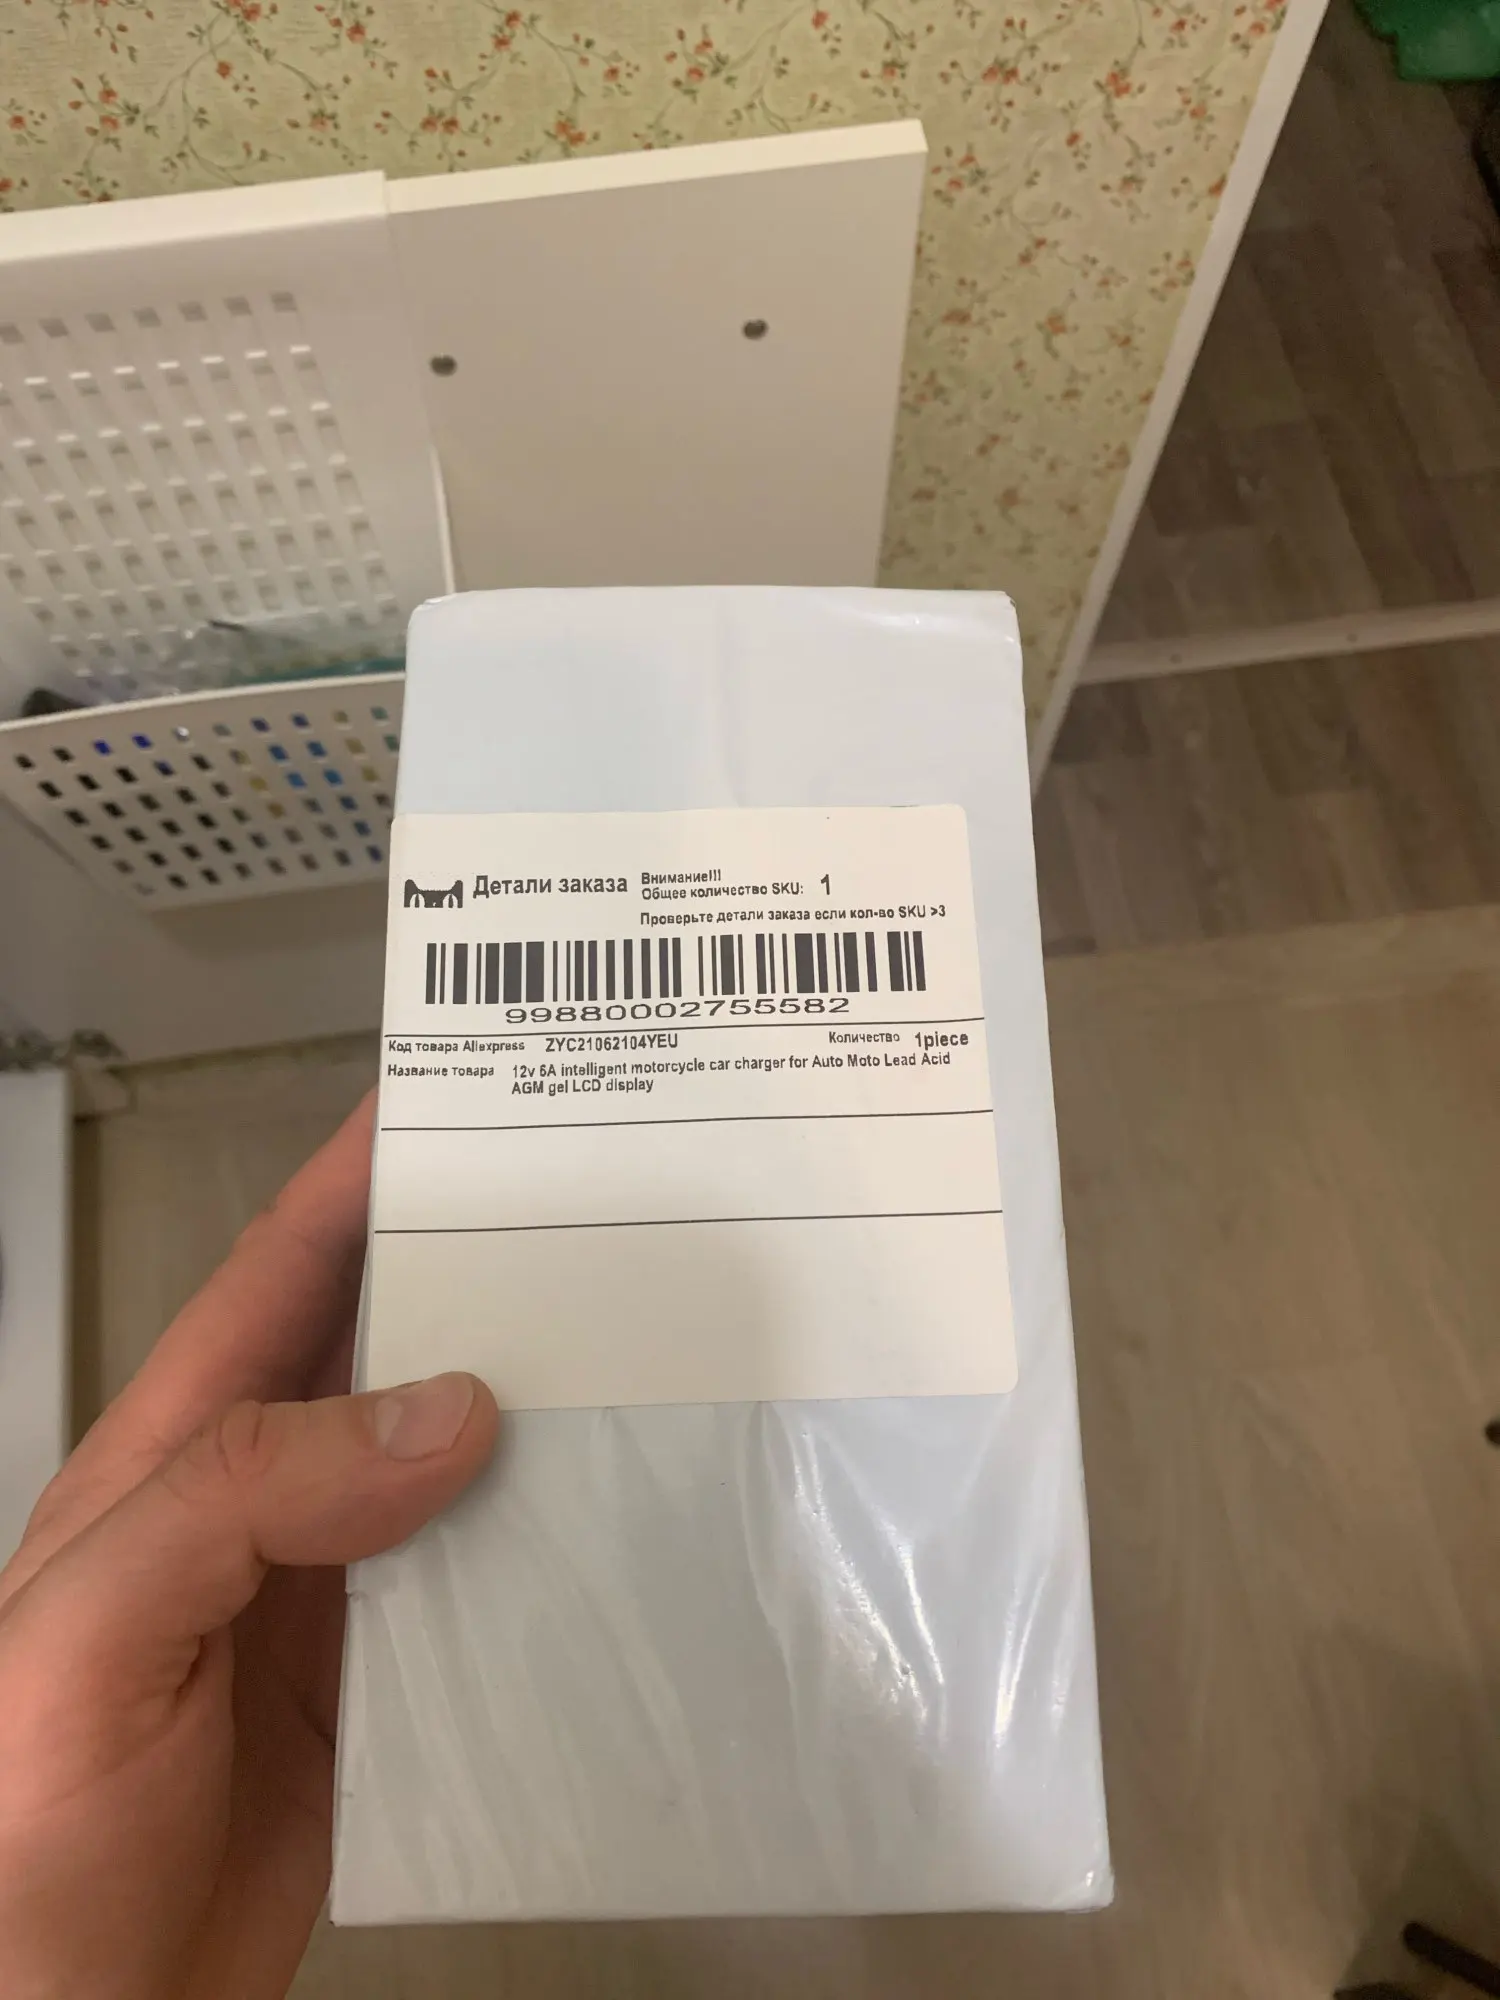 Детали заказа
Внимание!!!
Общее количество SKU: 1
Проверьте детали заказа если кол-во SKU >3
99880002755582
Код товара Aliexpress ZYC21062104YEU Количество 1piece
Название товара 12v 6A intelligent motorcycle car charger for Auto Moto Lead Acid
AGM gel LCD display